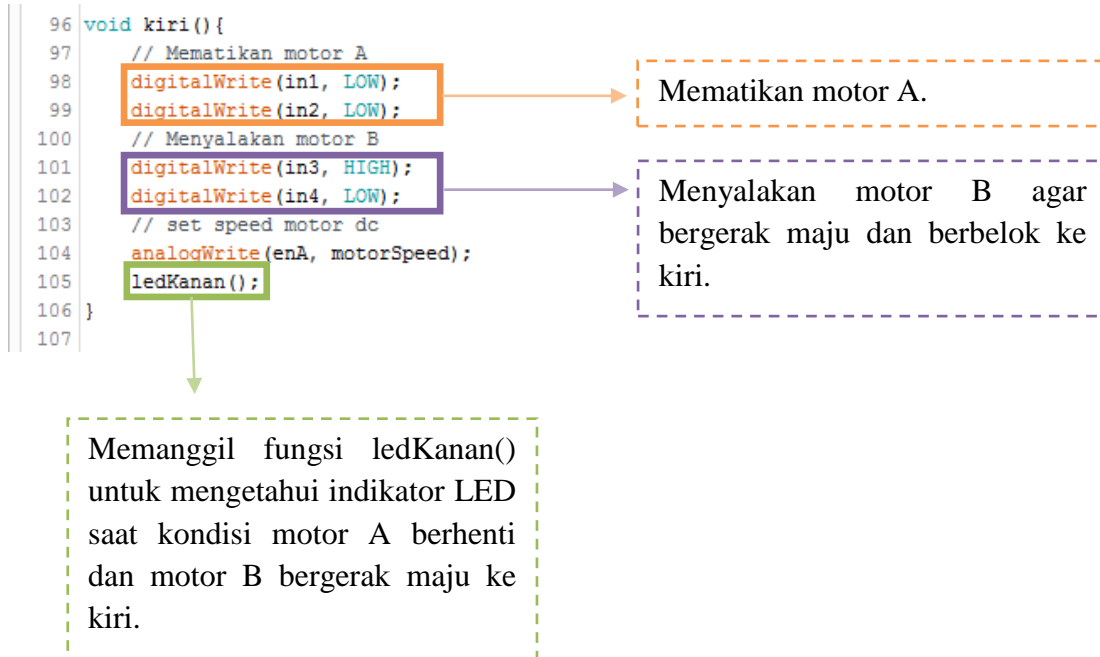 96 void kiri(){
97 // Mematikan motor A
98 digitalWrite(in1, LOW);
99 digitalWrite(in2, LOW);
100 // Menyalakan motor B
101 digitalWrite(in3, HIGH);
102 digitalWrite(in4, LOW);
103 // set speed motor dc
104 analogWrite(enA, motorSpeed);
105 ledKanan();
106 }
107
Mematikan motor A.
Menyalakan motor B agar
bergerak maju dan berbelok ke
kiri.
Memanggil fungsi ledKanan()
untuk mengetahui indikator LED
saat kondisi motor A berhenti
dan motor B bergerak maju ke
kiri.